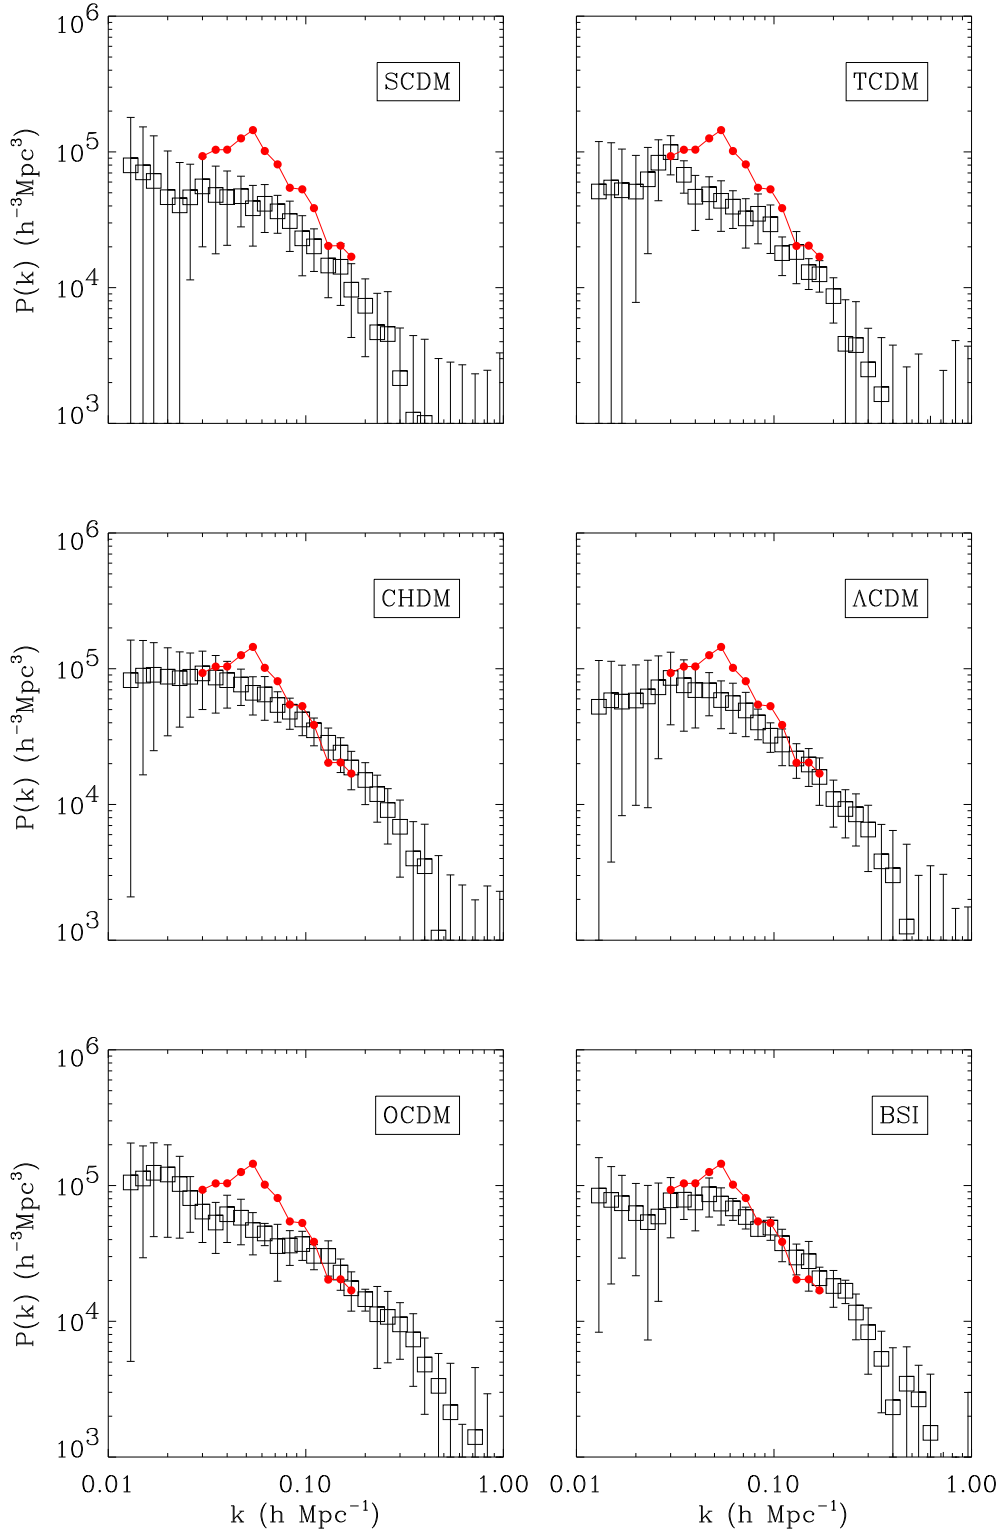 10^6
SCDM
TCDM
10^5
P(k) (h^-3Mpc^3)
10^4
10^3
10^6
CHDM
ΛCDM
10^5
P(k) (h^-3Mpc^3)
10^4
10^3
10^6
OCDM
BSI
10^5
P(k) (h^-3Mpc^3)
10^4
10^3
0.01 0.10 1.00
0.01 0.10 1.00
k (h Mpc^-1)
k (h Mpc^-1)